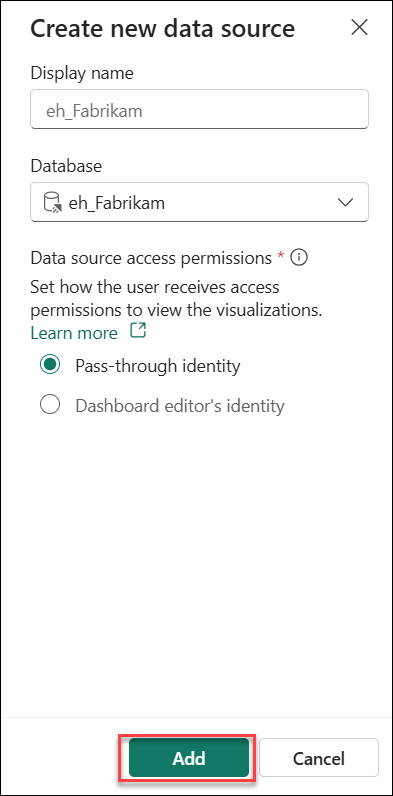 Create new data source
Display name
eh_Fabrikam
Database
eh_Fabrikam
Data source access permissions *
Set how the user receives access
permissions to view the visualizations.
Learn more
Pass-through identity
Dashboard editor's identity
Add Cancel